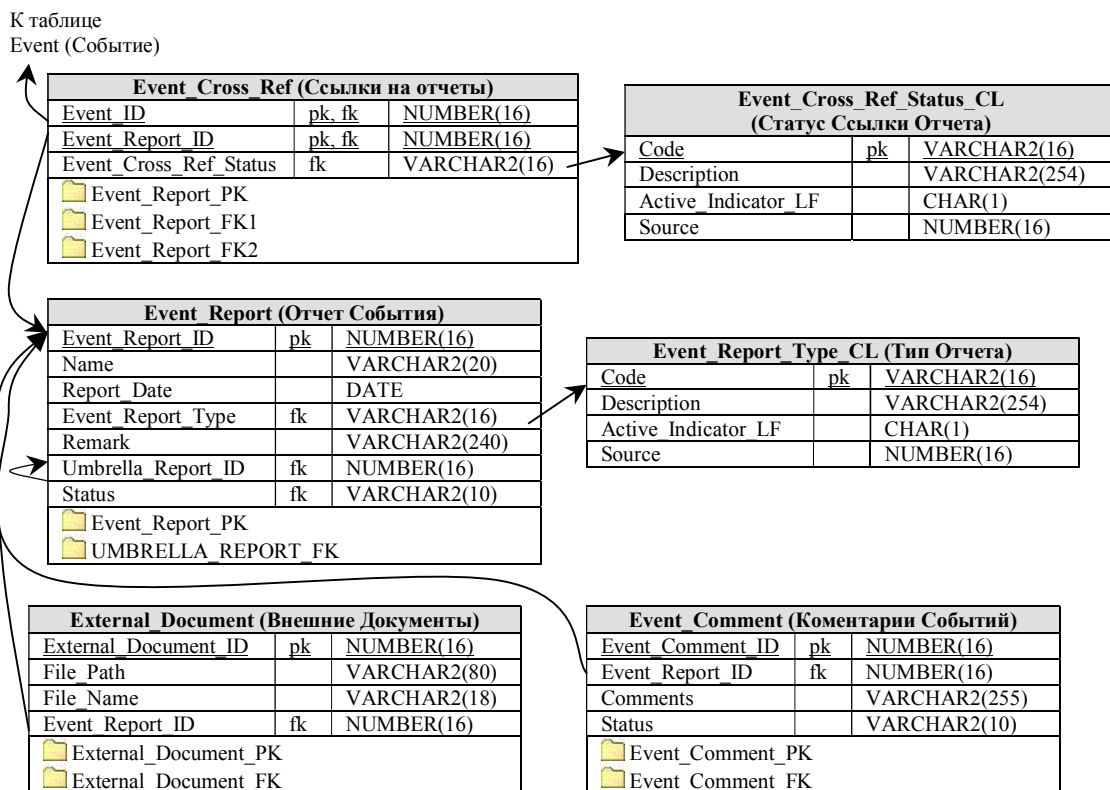 К таблице
Event (Событие)
Event_Cross_Ref (Ссылки на отчеты)
Event_ID pk, fk NUMBER(16)
Event_Report_ID pk, fk NUMBER(16)
Event_Cross_Ref_Status fk VARCHAR2(16)
Event_Report_PK
Event_Report_FK1
Event_Report_FK2
Event_Cross_Ref_Status_CL
(Статус Ссылки Отчета)
Code pk VARCHAR2(16)
Description VARCHAR2(254)
Active_Indicator_LF CHAR(1)
Source NUMBER(16)
Event_Report (Отчет События)
Event_Report_ID pk NUMBER(16)
Name VARCHAR2(20)
Report_Date DATE
Event_Report_Type fk VARCHAR2(16)
Remark VARCHAR2(240)
Umbrella_Report_ID fk NUMBER(16)
Status fk VARCHAR2(10)
Event_Report_PK
UMBRELLA_REPORT_FK
Event_Report_Type_CL (Тип Отчета)
Code pk VARCHAR2(16)
Description VARCHAR2(254)
Active_Indicator_LF CHAR(1)
Source NUMBER(16)
External_Document (Внешние Документы)
External_Document_ID pk NUMBER(16)
File_Path VARCHAR2(80)
File_Name VARCHAR2(18)
Event_Report_ID fk NUMBER(16)
External_Document_PK
External_Document_FK
Event_Comment (Коментарии Событий)
Event_Comment_ID pk NUMBER(16)
Event_Report_ID fk NUMBER(16)
Comments VARCHAR2(255)
Status VARCHAR2(10)
Event_Comment_PK
Event_Comment_FK